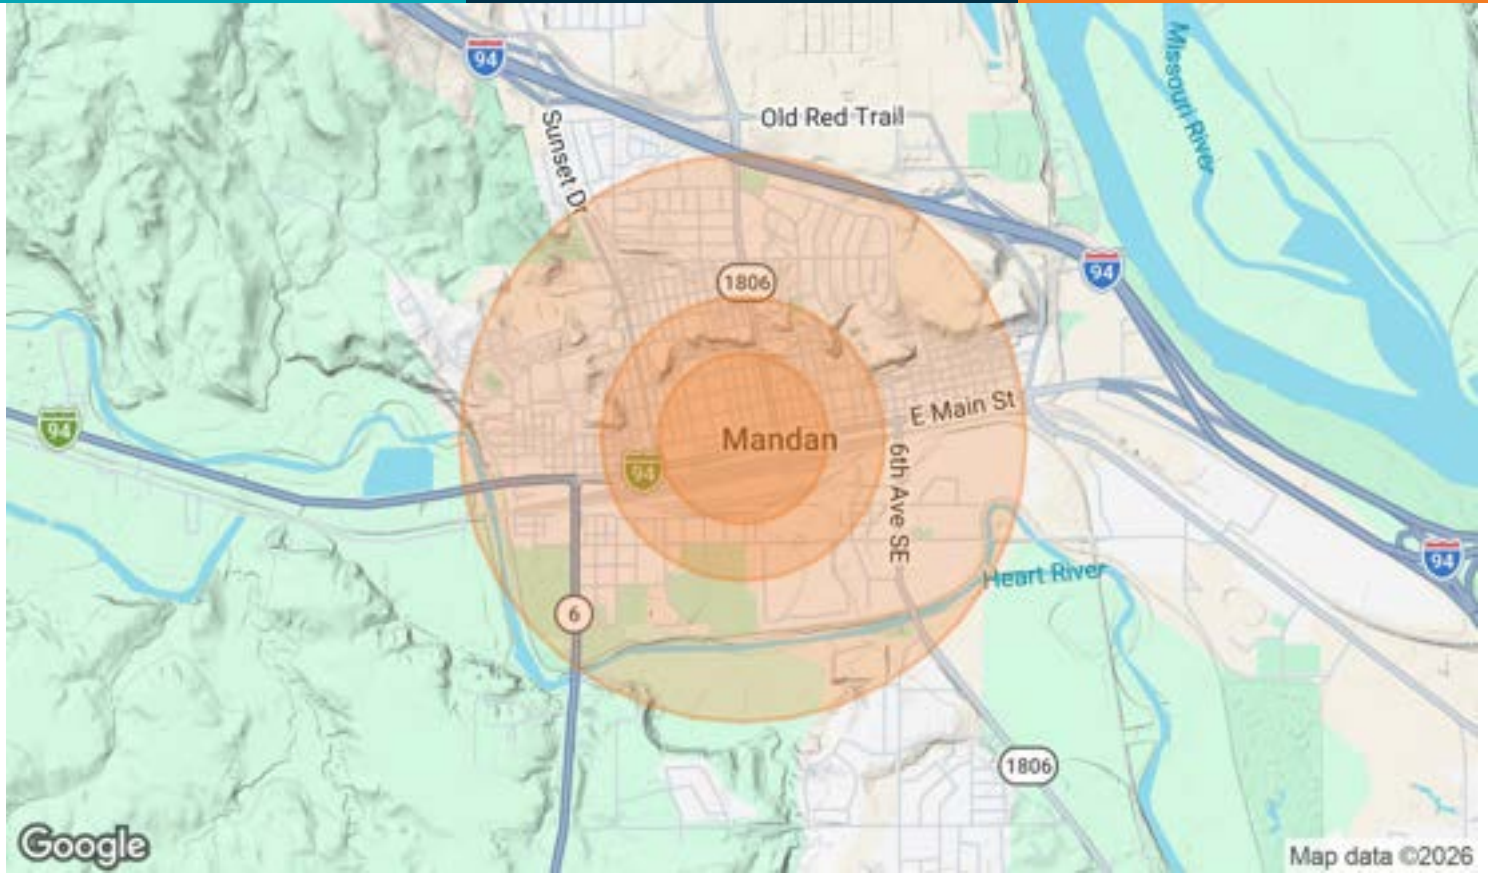 94
Missouri River
Old Red Trail
Sunset Dr
1806
94
E Main St
94
Mandan
94
6th Ave SE
94
Heart River
6
1806
Google
Map data ©2026